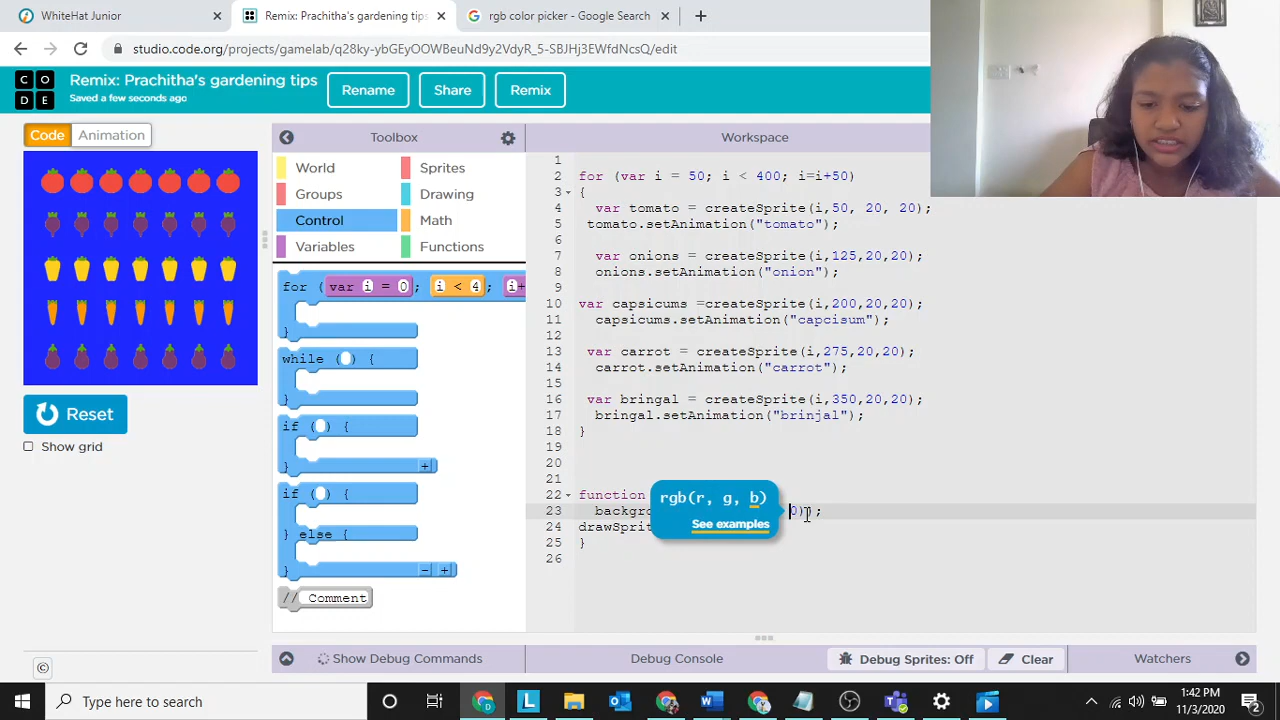 WhiteHat Junior
Remix: Prachitha's gardening tips
rgb color picker - Google Search
studio.code.org/projects/gamelab/q28ky-ybGEyOOWBeuNd9y2VdyR_5-SBJHj3EWfdNcsQ/edit
C O
D E
Remix: Prachitha's gardening tips
Saved a few seconds ago
Rename
Share
Remix
Code
Animation
Toolbox
Workspace
World
Sprites
Groups
Drawing
Control
Math
Variables
Functions
for ( var i = 0 ; i < 4 ; i+
}
while ( ) {
}
if ( ) {
} +
if ( ) {
} else {
} - +
// Comment
1
2 for (var i = 50; i < 400; i=i+50)
3 {
4 var tomato = createSprite(i,50, 20, 20);
5 tomato.setAnimation("tomato");
6
7 var onions = createSprite(i,125,20,20);
8 onions.setAnimation("onion");
9
10 var capsicums =createSprite(i,200,20,20);
11 capsicums.setAnimation("capcisum");
12
13 var carrot = createSprite(i,275,20,20);
14 carrot.setAnimation("carrot");
15
16 var bringal = createSprite(i,350,20,20);
17 bringal.setAnimation("brinjal");
18 }
19
20
21
22 function
rgb(r, g, b)
See examples
23 backgro 0));
24 drawSprit
25 }
26
Reset
Show grid
Show Debug Commands
Debug Console
Debug Sprites: Off
Clear
Watchers
Type here to search
1:42 PM
11/3/2020
2